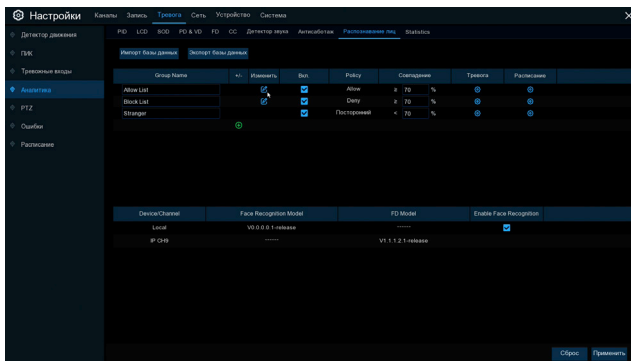 Настройки Каналы Запись Тревога Сеть Устройство Система
Детектор движения PID LCD SOD PD & VD FD CC Детектор звука Антисаботаж Распознавание лиц Statistics
ПИК Импорт базы данных Экспорт базы данных
Тревожные входы Group Name +/- Изменить Вкл. Policy Совпадение Тревога Расписание
Аналитика Allow List Allow ≥ 70 %
PTZ Block List Deny ≥ 70 %
Stranger Посторонний < 70 %
Ошибки
Расписание
Device/Channel Face Recognition Model FD Model Enable Face Recognition
Local V0.0.0.0.1-release ------
IP CH9 ------ V1.1.1.2.1-release
Сброс Применить